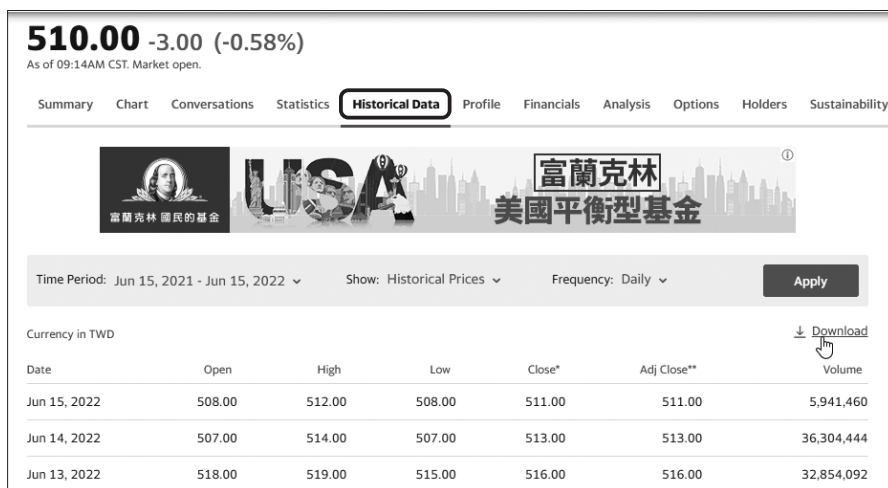 510.00 -3.00 (-0.58%)
As of 09:14AM CST. Market open.
Summary Chart Conversations Statistics Historical Data Profile Financials Analysis Options Holders Sustainability
USA
富蘭克林
富蘭克林 國民的基金
美國平衡型基金
Time Period: Jun 15, 2021 - Jun 15, 2022 Show: Historical Prices Frequency: Daily Apply
Currency in TWD Download
Date Open High Low Close* Adj Close** Volume
Jun 15, 2022 508.00 512.00 508.00 511.00 511.00 5,941,460
Jun 14, 2022 507.00 514.00 507.00 513.00 513.00 36,304,444
Jun 13, 2022 518.00 519.00 515.00 516.00 516.00 32,854,092